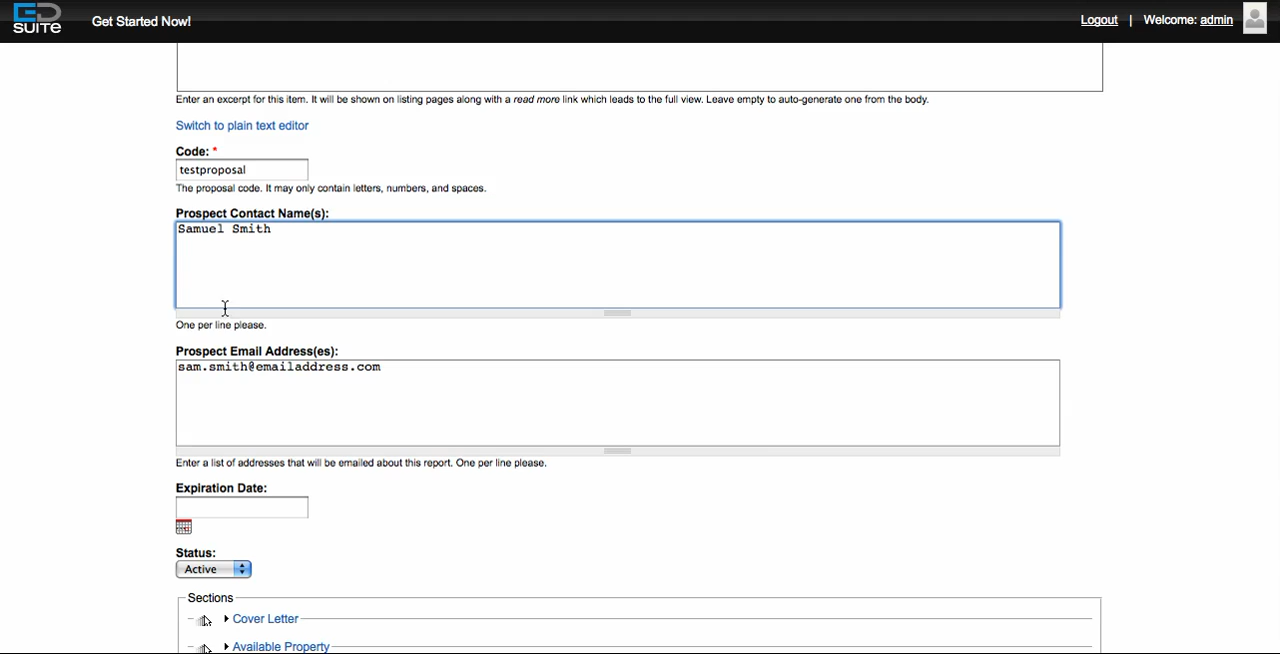 ED
SUITE
Get Started Now!
Logout | Welcome: admin
Enter an excerpt for this item. It will be shown on listing pages along with a read more link which leads to the full view. Leave empty to auto-generate one from the body.
Switch to plain text editor
Code: *
testproposal
The proposal code. It may only contain letters, numbers, and spaces.
Prospect Contact Name(s):
Samuel Smith
One per line please.
Prospect Email Address(es):
sam.smith@emailaddress.com
Enter a list of addresses that will be emailed about this report. One per line please.
Expiration Date:
Status:
Active
Sections
Cover Letter
Available Property